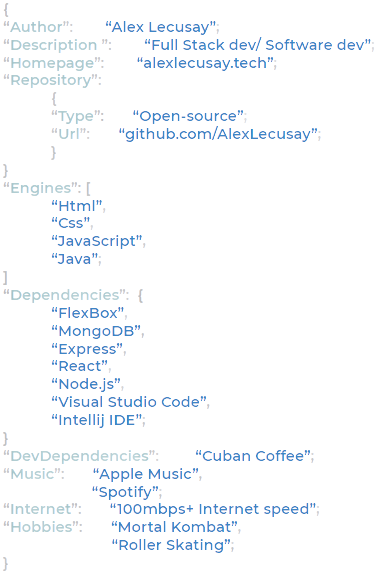 {
“Author”: “Alex Lecusay”;
“Description ”: “Full Stack dev/ Software dev”;
“Homepage”: “alexlecusay.tech”;
“Repository”:
{
“Type”: “Open-source”;
“Url”: “github.com/AlexLecusay”;
}
}
“Engines”: [
“Html”,
“Css”,
“JavaScript”,
“Java”;
]
“Dependencies”: {
“FlexBox”,
“MongoDB”,
“Express”,
“React”,
“Node.js”,
“Visual Studio Code”,
“Intellij IDE”;
}
“DevDependencies”: “Cuban Coffee”;
“Music”: “Apple Music”,
“Spotify”;
“Internet”: “100mbps+ Internet speed”;
“Hobbies”: “Mortal Kombat”,
“Roller Skating”;
}